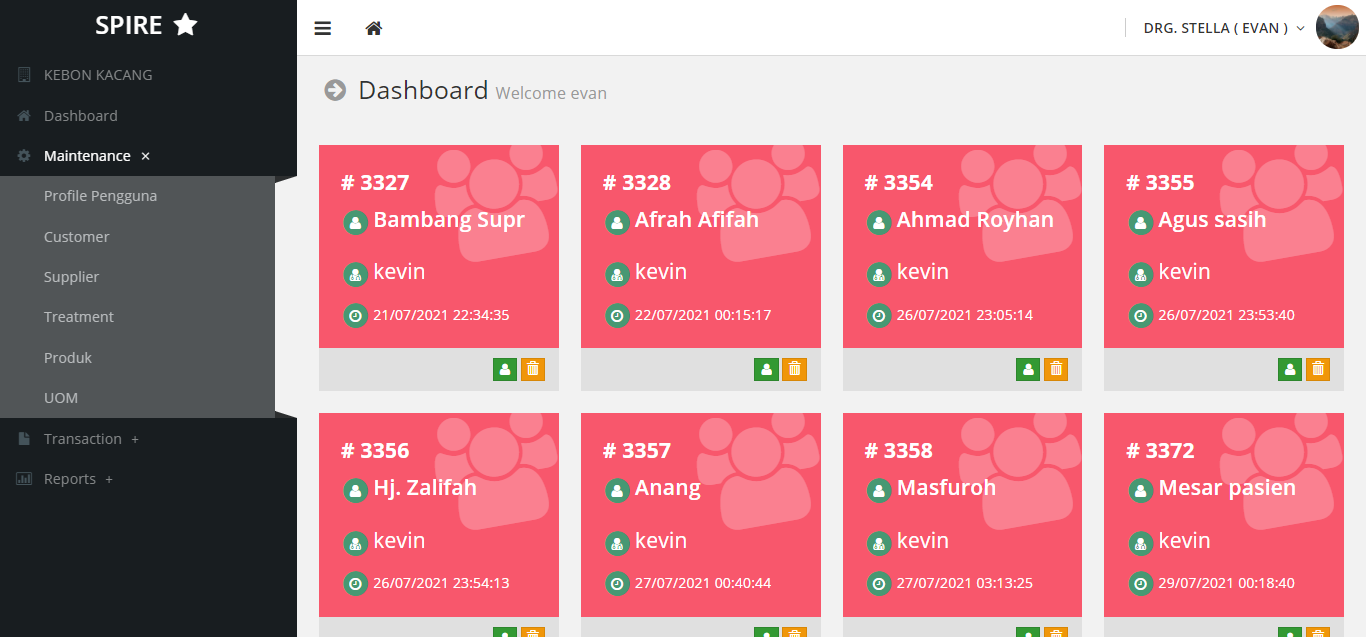 SPIRE
DRG. STELLA ( EVAN )
KEBON KACANG
Dashboard
Maintenance ×
Profile Pengguna
Customer
Supplier
Treatment
Produk
UOM
Transaction +
Reports +
Dashboard Welcome evan
# 3327
Bambang Supr
kevin
21/07/2021 22:34:35
# 3328
Afrah Afifah
kevin
22/07/2021 00:15:17
# 3354
Ahmad Royhan
kevin
26/07/2021 23:05:14
# 3355
Agus sasih
kevin
26/07/2021 23:53:40
# 3356
Hj. Zalifah
kevin
26/07/2021 23:54:13
# 3357
Anang
kevin
27/07/2021 00:40:44
# 3358
Masfuroh
kevin
27/07/2021 03:13:25
# 3372
Mesar pasien
kevin
29/07/2021 00:18:40